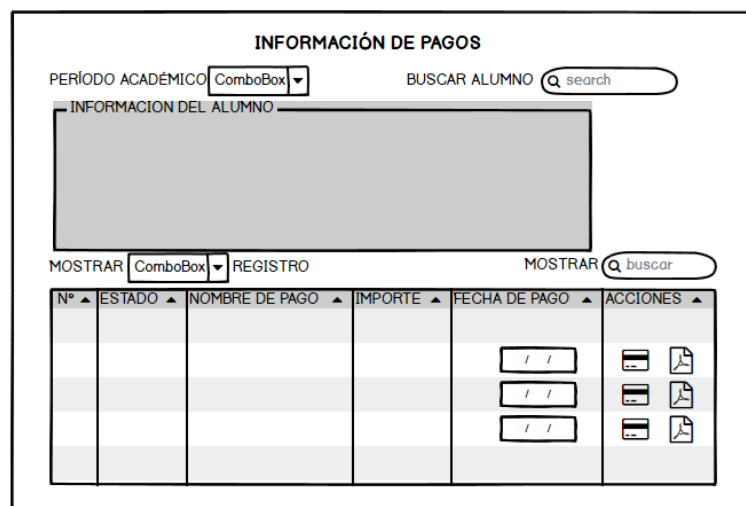 INFORMACIÓN DE PAGOS
PERÍODO ACADÉMICO ComboBox BUSCAR ALUMNO search
INFORMACION DEL ALUMNO
MOSTRAR ComboBox REGISTRO MOSTRAR buscar
Nº ESTADO NOMBRE DE PAGO IMPORTE FECHA DE PAGO ACCIONES
/ /
/ /
/ /